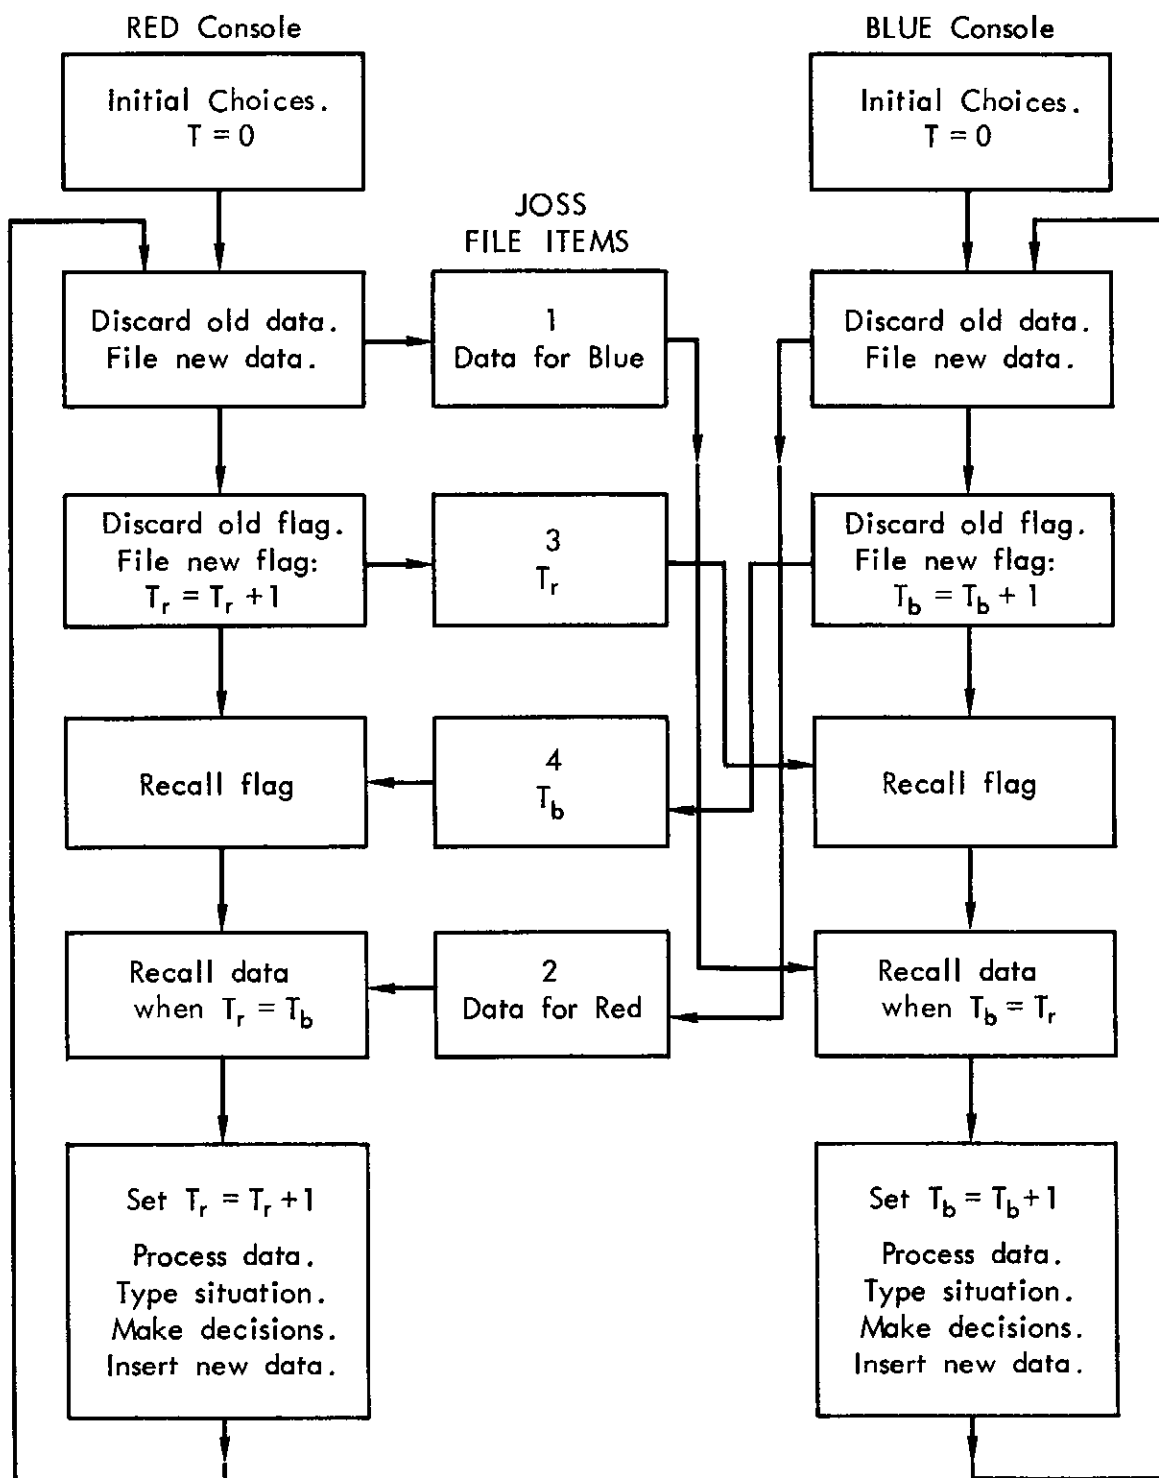 RED Console
Initial Choices.
T = 0
Discard old data.
File new data.
Discard old flag.
File new flag:
T_r = T_r + 1
Recall flag
Recall data
when T_r = T_b
Set T_r = T_r + 1
Process data.
Type situation.
Make decisions.
Insert new data.
JOSS
FILE ITEMS
1
Data for Blue
3
T_r
4
T_b
2
Data for Red
BLUE Console
Initial Choices.
T = 0
Discard old data.
File new data.
Discard old flag.
File new flag:
T_b = T_b + 1
Recall flag
Recall data
when T_b = T_r
Set T_b = T_b + 1
Process data.
Type situation.
Make decisions.
Insert new data.